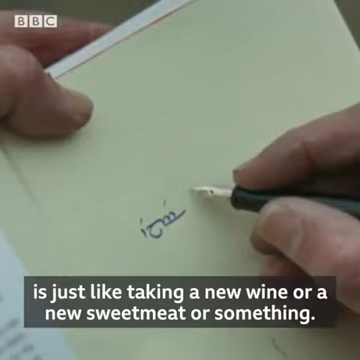 BBC
is just like taking a new wine or a
new sweetmeat or something.